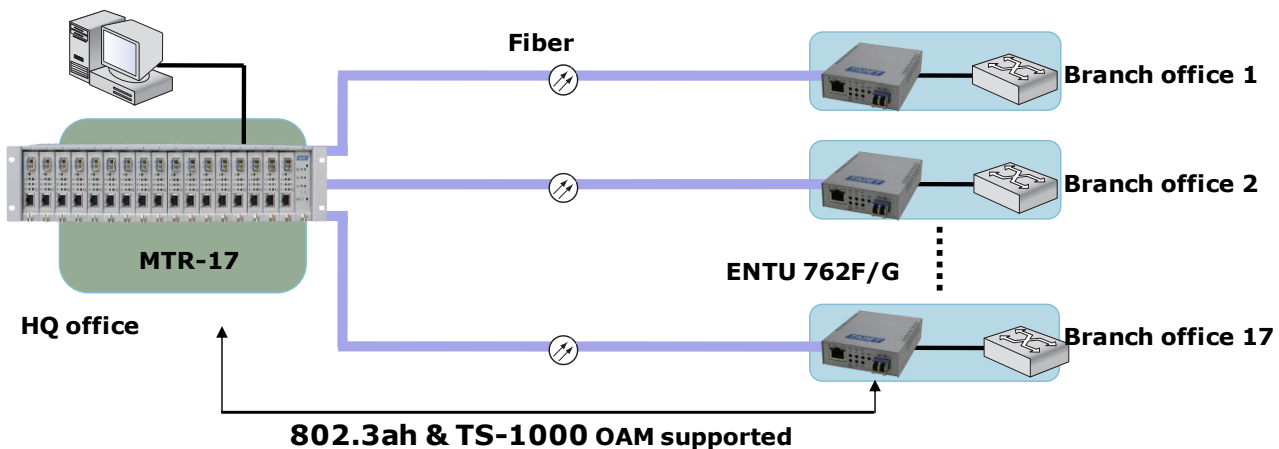 Fiber
Branch office 1
Branch office 2
MTR-17
ENTU 762F/G
HQ office
Branch office 17
802.3ah & TS-1000 OAM supported